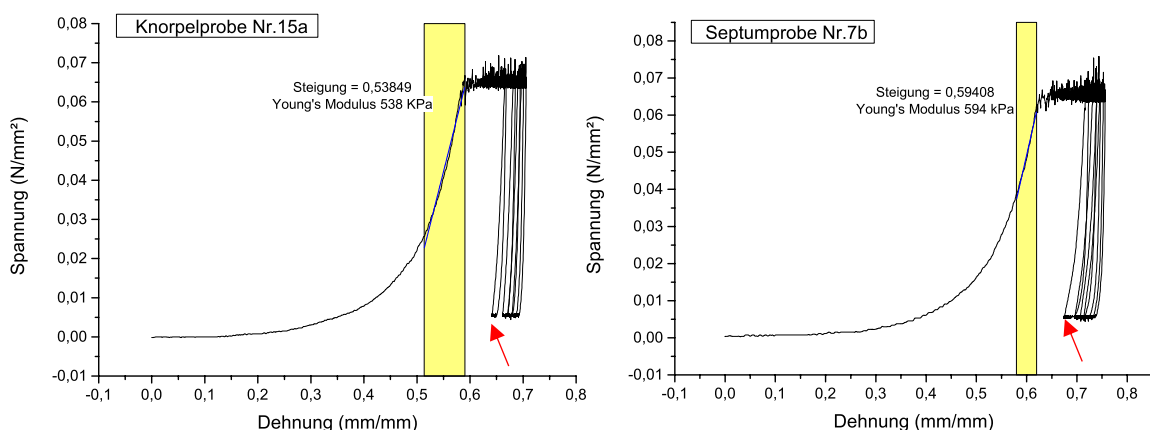 Knorpelprobe Nr.15a
Steigung = 0,53849
Young's Modulus 538 KPa
Spannung (N/mm²)
0,08
0,07
0,06
0,05
0,04
0,03
0,02
0,01
0,00
-0,01
-0,1 0,0 0,1 0,2 0,3 0,4 0,5 0,6 0,7 0,8
Dehnung (mm/mm)
Septumprobe Nr.7b
Steigung = 0,59408
Young's Modulus 594 kPa
Spannung (N/mm²)
0,08
0,07
0,06
0,05
0,04
0,03
0,02
0,01
0,00
-0,01
-0,1 0,0 0,1 0,2 0,3 0,4 0,5 0,6 0,7 0,8
Dehnung (mm/mm)